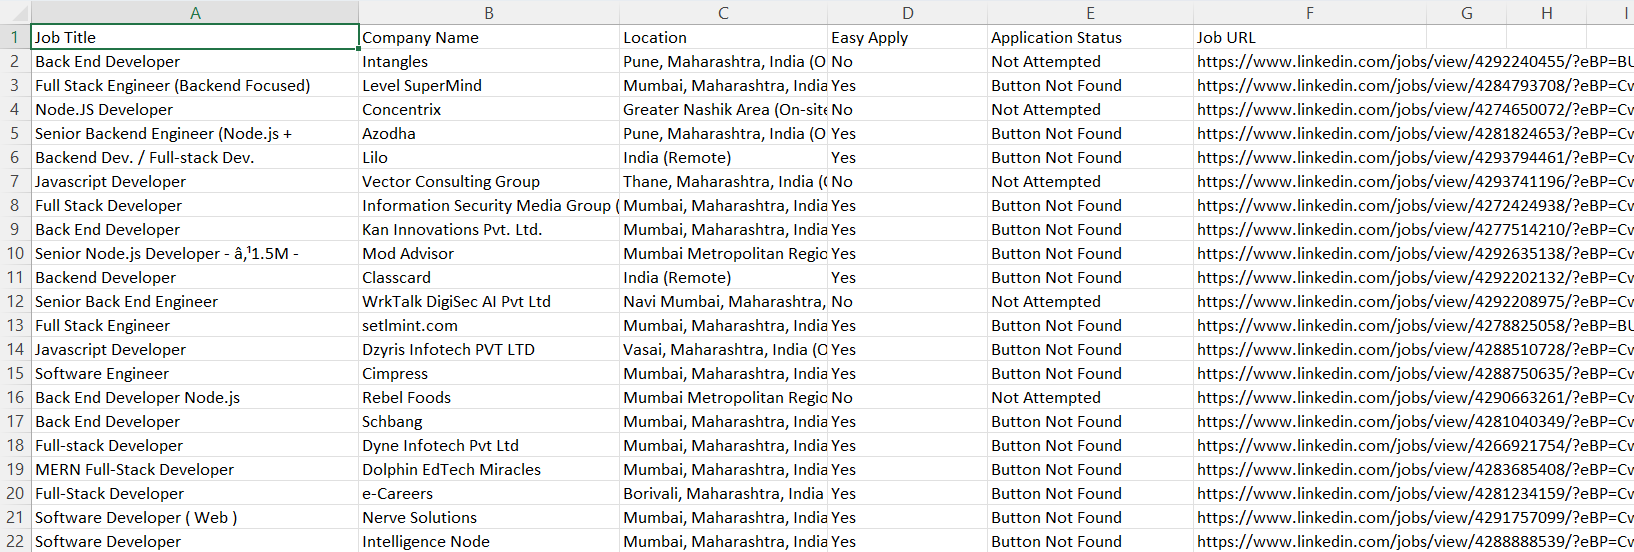 A B C D E F G H I
1 Job Title Company Name Location Easy Apply Application Status Job URL
2 Back End Developer Intangles Pune, Maharashtra, India (O No Not Attempted https://www.linkedin.com/jobs/view/4292240455/?eBP=BU
3 Full Stack Engineer (Backend Focused) Level SuperMind Mumbai, Maharashtra, India Yes Button Not Found https://www.linkedin.com/jobs/view/4284793708/?eBP=Cw
4 Node.JS Developer Concentrix Greater Nashik Area (On-site No Not Attempted https://www.linkedin.com/jobs/view/4274650072/?eBP=Cw
5 Senior Backend Engineer (Node.js + Azodha Pune, Maharashtra, India (O Yes Button Not Found https://www.linkedin.com/jobs/view/4281824653/?eBP=Cw
6 Backend Dev. / Full-stack Dev. Lilo India (Remote) Yes Button Not Found https://www.linkedin.com/jobs/view/4293794461/?eBP=Cw
7 Javascript Developer Vector Consulting Group Thane, Maharashtra, India (O No Not Attempted https://www.linkedin.com/jobs/view/4293741196/?eBP=Cw
8 Full Stack Developer Information Security Media Group ( Mumbai, Maharashtra, India Yes Button Not Found https://www.linkedin.com/jobs/view/4272424938/?eBP=Cw
9 Back End Developer Kan Innovations Pvt. Ltd. Mumbai, Maharashtra, India Yes Button Not Found https://www.linkedin.com/jobs/view/4277514210/?eBP=Cw
10 Senior Node.js Developer - â‚¹1.5M - Mod Advisor Mumbai Metropolitan Regio Yes Button Not Found https://www.linkedin.com/jobs/view/4292635138/?eBP=Cw
11 Backend Developer Classcard India (Remote) Yes Button Not Found https://www.linkedin.com/jobs/view/4292202132/?eBP=Cw
12 Senior Back End Engineer WrkTalk DigiSec AI Pvt Ltd Navi Mumbai, Maharashtra, No Not Attempted https://www.linkedin.com/jobs/view/4292208975/?eBP=Cw
13 Full Stack Engineer setlmint.com Mumbai, Maharashtra, India Yes Button Not Found https://www.linkedin.com/jobs/view/4278825058/?eBP=BU
14 Javascript Developer Dzyris Infotech PVT LTD Vasai, Maharashtra, India (O Yes Button Not Found https://www.linkedin.com/jobs/view/4288510728/?eBP=Cw
15 Software Engineer Cimpress Mumbai, Maharashtra, India Yes Button Not Found https://www.linkedin.com/jobs/view/4288750635/?eBP=Cw
16 Back End Developer Node.js Rebel Foods Mumbai Metropolitan Regio No Not Attempted https://www.linkedin.com/jobs/view/4290663261/?eBP=Cw
17 Back End Developer Schbang Mumbai, Maharashtra, India Yes Button Not Found https://www.linkedin.com/jobs/view/4281040349/?eBP=Cw
18 Full-stack Developer Dyne Infotech Pvt Ltd Mumbai, Maharashtra, India Yes Button Not Found https://www.linkedin.com/jobs/view/4266921754/?eBP=Cw
19 MERN Full-Stack Developer Dolphin EdTech Miracles Mumbai, Maharashtra, India Yes Button Not Found https://www.linkedin.com/jobs/view/4283685408/?eBP=Cw
20 Full-Stack Developer e-Careers Borivali, Maharashtra, India Yes Button Not Found https://www.linkedin.com/jobs/view/4281234159/?eBP=Cw
21 Software Developer ( Web ) Nerve Solutions Mumbai, Maharashtra, India Yes Button Not Found https://www.linkedin.com/jobs/view/4291757099/?eBP=Cw
22 Software Developer Intelligence Node Mumbai, Maharashtra, India Yes Button Not Found https://www.linkedin.com/jobs/view/4288888539/?eBP=Cw